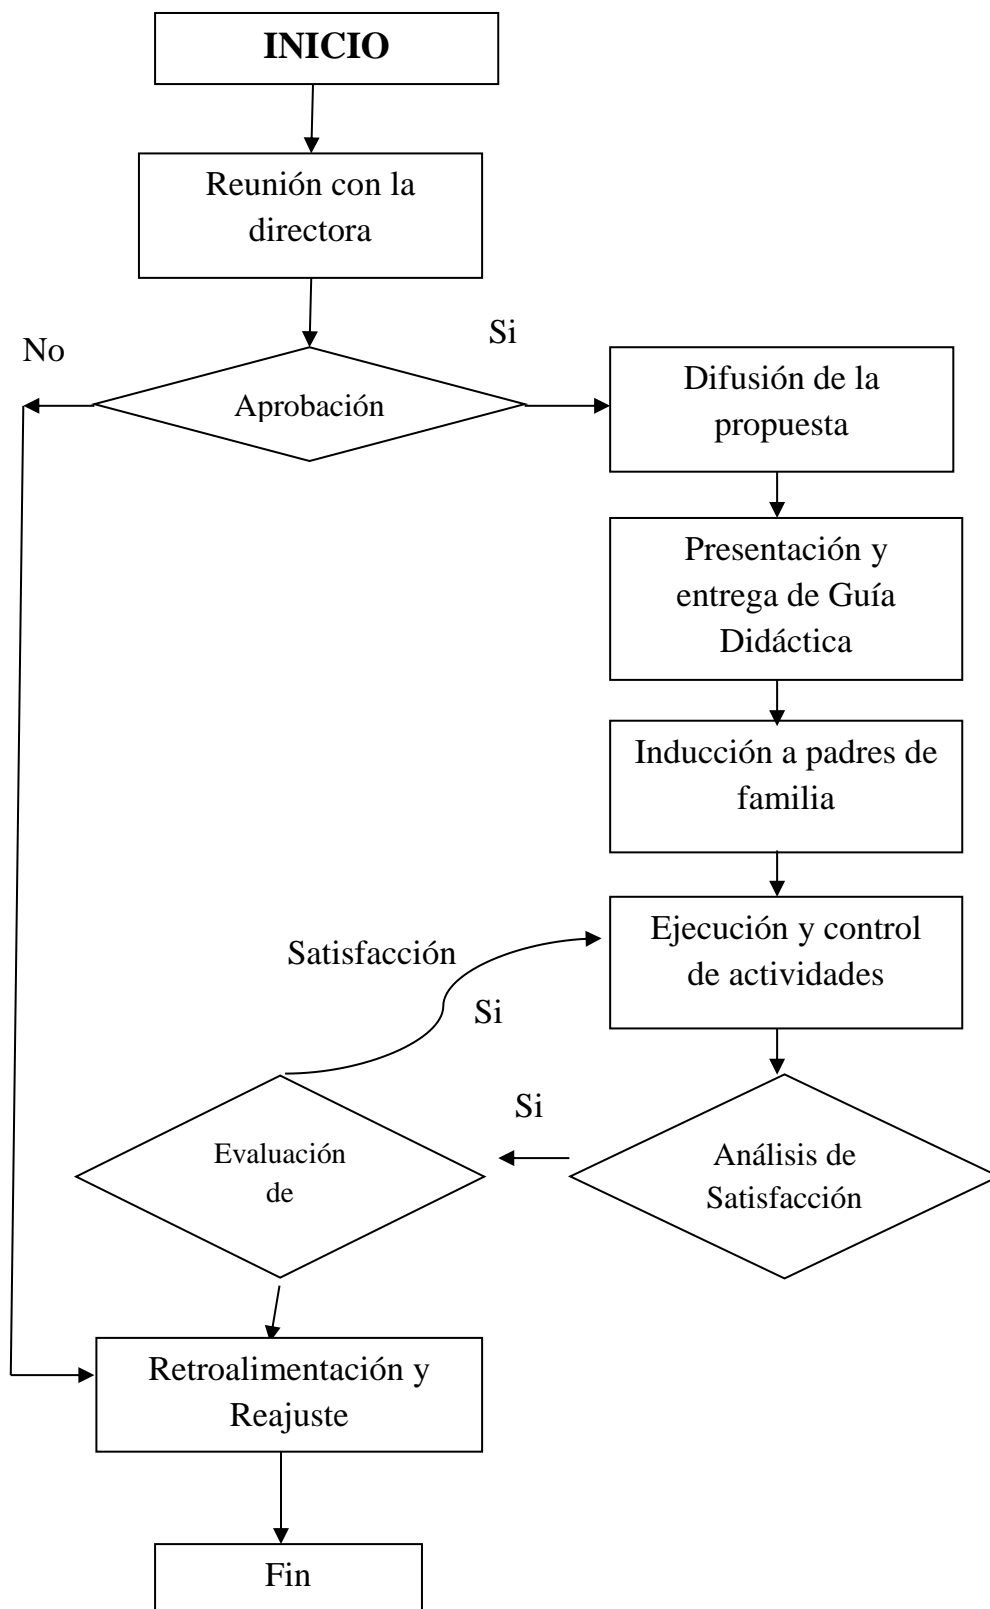 INICIO
Reunión con la
directora
No
Si
Aprobación
Difusión de la
propuesta
Presentación y
entrega de Guía
Didáctica
Inducción a padres de
familia
Ejecución y control
de actividades
Satisfacción
Si
Si
Análisis de
Satisfacción
Evaluación
de
Retroalimentación y
Reajuste
Fin